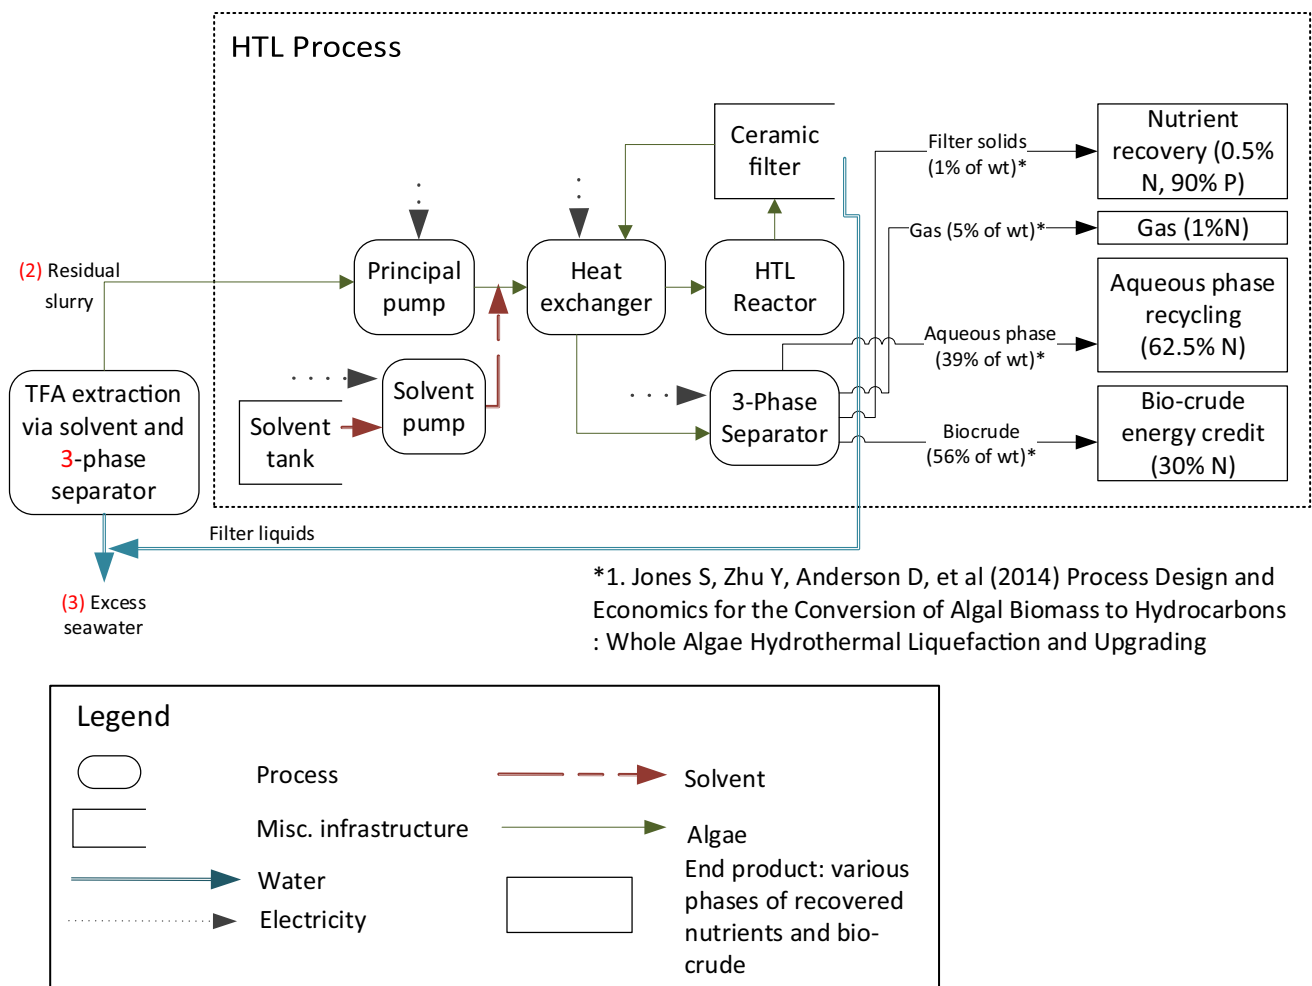 HTL Process
Ceramic
filter
Filter solids
(1% of wt)*
Nutrient
recovery (0.5%
N, 90% P)
Gas (5% of wt)*
Gas (1%N)
(2) Residual
slurry
Principal
pump
Heat
exchanger
HTL
Reactor
Aqueous phase
(39% of wt)*
Aqueous phase
recycling
(62.5% N)
TFA extraction
via solvent and
3-phase
separator
Solvent
tank
Solvent
pump
3-Phase
Separator
Biocrude
(56% of wt)*
Bio-crude
energy credit
(30% N)
Filter liquids
(3) Excess
seawater
*1. Jones S, Zhu Y, Anderson D, et al (2014) Process Design and
Economics for the Conversion of Algal Biomass to Hydrocarbons
: Whole Algae Hydrothermal Liquefaction and Upgrading
Legend
Process
Misc. infrastructure
Water
Electricity
Solvent
Algae
End product: various
phases of recovered
nutrients and bio-
crude